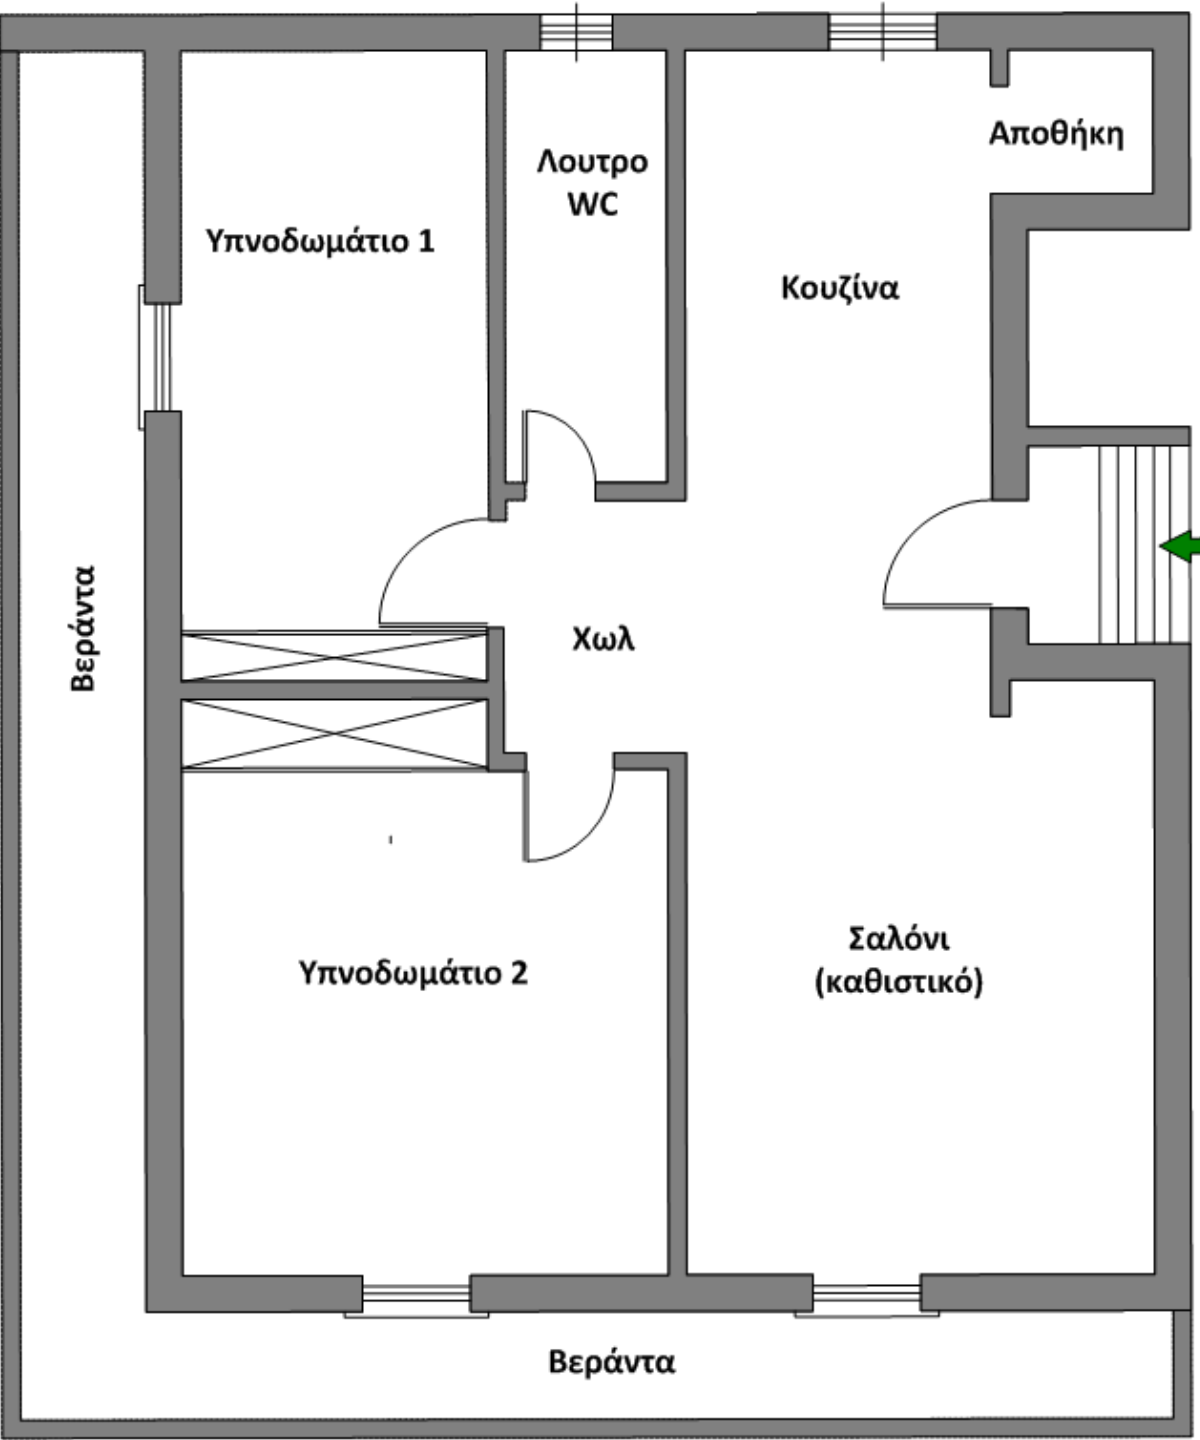 Αποθήκη
Λουτρο
WC
Υπνοδωμάτιο 1
Κουζίνα
Βεράντα
Χωλ
Σαλόνι
(καθιστικό)
Υπνοδωμάτιο 2
Βεράντα